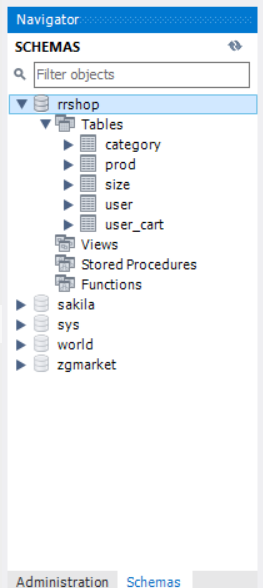 Navigator
SCHEMAS
Filter objects
rrshop
Tables
category
prod
size
user
user_cart
Views
Stored Procedures
Functions
sakila
sys
world
zgmarket
Administration Schemas